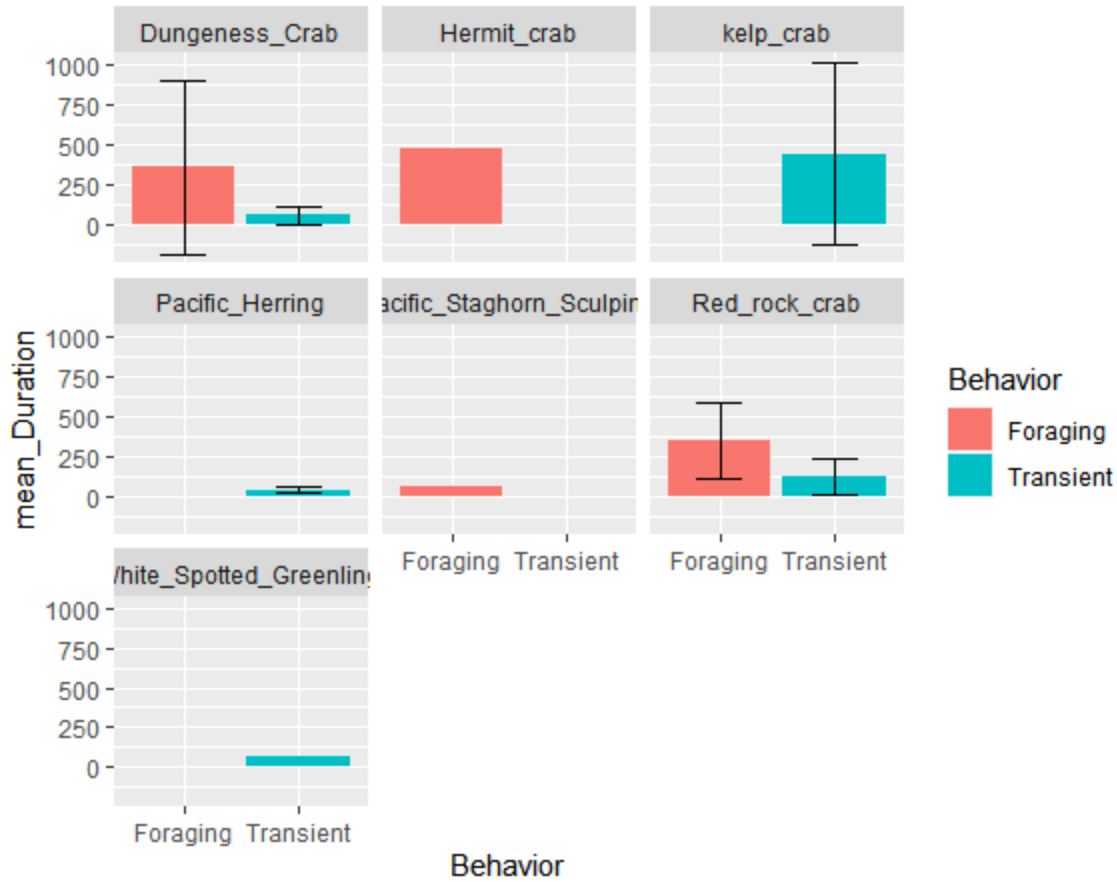 Dungeness_Crab
Hermit_crab
kelp_crab
1000
750
500
250
0
Pacific_Herring
acific_Staghorn_Sculpin
Red_rock_crab
1000
750
500
250
0
Foraging Transient
Foraging Transient
hite_Spotted_Greenling
1000
750
500
250
0
Foraging Transient
mean_Duration
Behavior
Behavior
Foraging
Transient